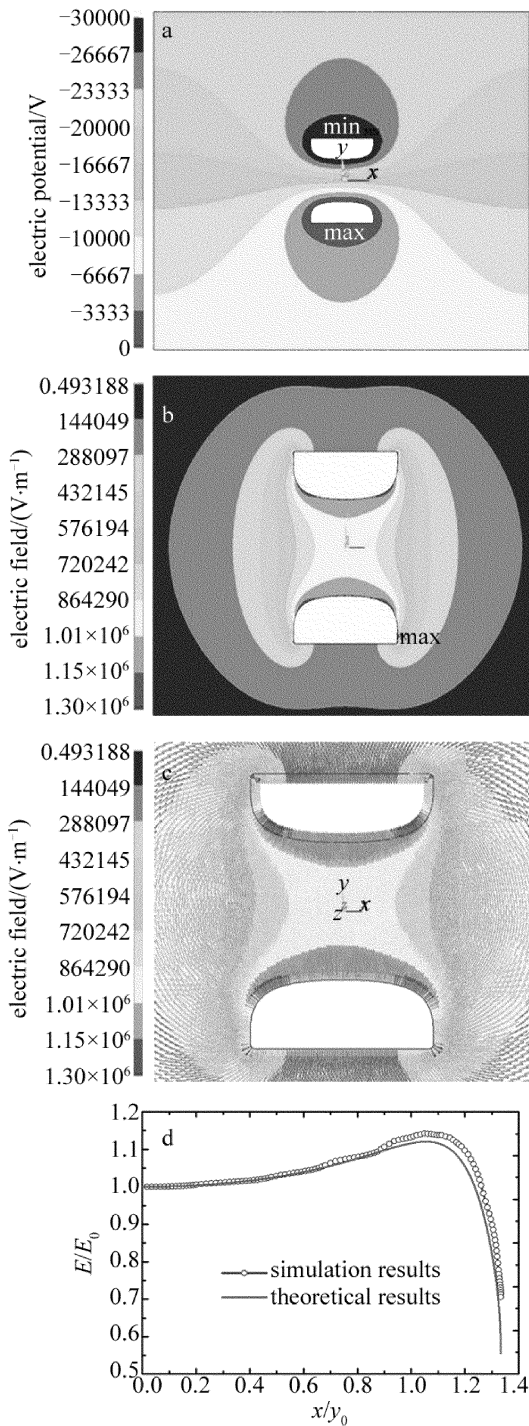 electric potential/V
-30000
-26667
-23333
-20000
-16667
-13333
-10000
-6667
-3333
0
a
min
y
x
max
electric field/(V·m⁻¹)
0.493188
144049
288097
432145
576194
720242
864290
1.01×10⁶
1.15×10⁶
1.30×10⁶
b
max
electric field/(V·m⁻¹)
0.493188
144049
288097
432145
576194
720242
864290
1.01×10⁶
1.15×10⁶
1.30×10⁶
c
y
z x
E/E₀
1.2
1.1
1.0
0.9
0.8
0.7
0.6
0.5
d
simulation results
theoretical results
0.0 0.2 0.4 0.6 0.8 1.0 1.2 1.4
x/y₀